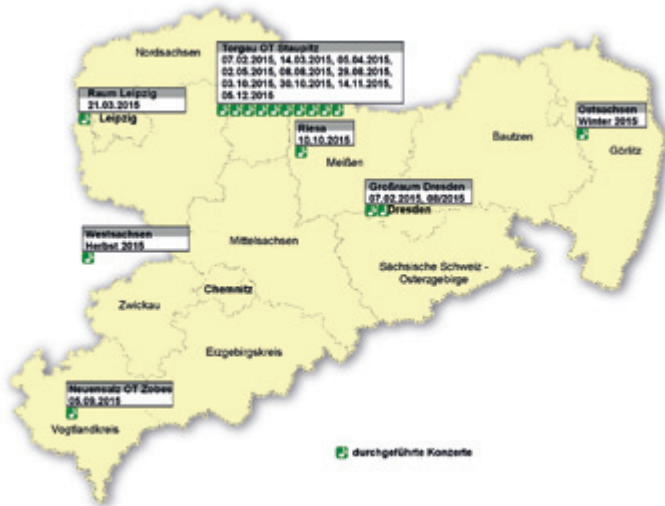 Nordsachsen
Torgau OT Staupitz
07.02.2015, 14.03.2015, 05.04.2015,
02.05.2015, 08.08.2015, 29.08.2015,
03.10.2015, 30.10.2015, 14.11.2015,
05.12.2015
Raum Leipzig
21.03.2015
Leipzig
Riesa
10.10.2015
Meißen
Ostsachsen
Winter 2015
Bautzen
Görlitz
Großraum Dresden
07.02.2015, 08/2015
Dresden
Westsachsen
Herbst 2015
Mittelsachsen
Sächsische Schweiz -
Osterzgebirge
Chemnitz
Zwickau
Erzgebirgskreis
Neuensalz OT Zobes
05.09.2015
Vogtlandkreis
durchgeführte Konzerte